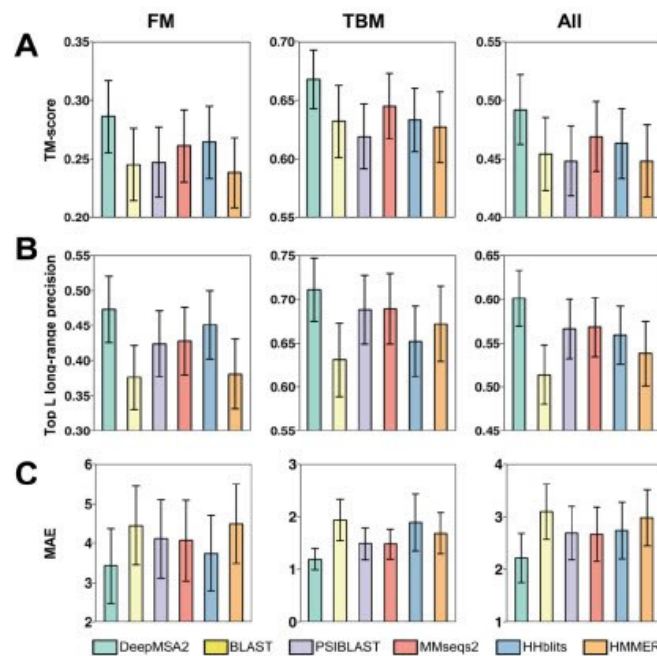 FM TBM All
A
TM-score
0.35 0.30 0.25 0.20
0.70 0.65 0.60 0.55
0.55 0.50 0.45 0.40
B
Top L long-range precision
0.55 0.50 0.45 0.40 0.35 0.30
0.75 0.70 0.65 0.60 0.55
0.65 0.60 0.55 0.50 0.45
C
MAE
6 5 4 3 2
3 2 1 0
4 3 2 1
DeepMSA2 BLAST PSIBLAST MMseqs2 HHblits HMMER